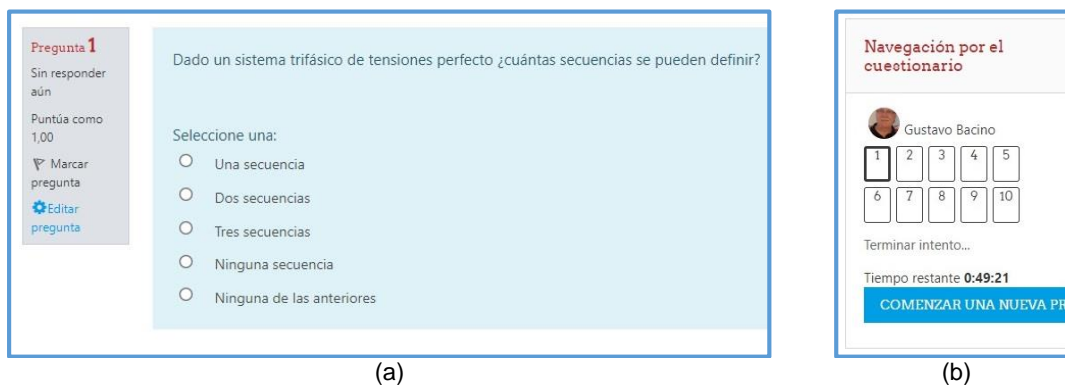 Pregunta 1
Sin responder
aún
Puntúa como
1,00
Marcar
pregunta
Editar
pregunta
Dado un sistema trifásico de tensiones perfecto ¿cuántas secuencias se pueden definir?
Seleccione una:
Una secuencia
Dos secuencias
Tres secuencias
Ninguna secuencia
Ninguna de las anteriores
(a)
Navegación por el
cuestionario
Gustavo Bacino
1 2 3 4 5
6 7 8 9 10
Terminar intento...
Tiempo restante 0:49:21
COMENZAR UNA NUEVA
(b)